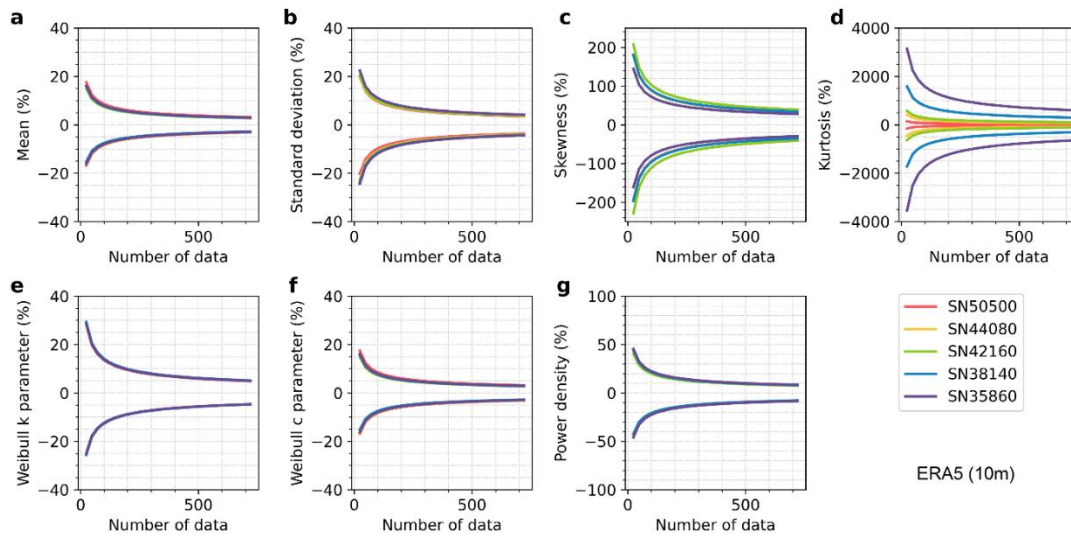 a
40
20
0
−20
−40
Mean (%)
0
500
Number of data
b
40
20
0
−20
−40
Standard deviation (%)
0
500
Number of data
c
200
100
0
−100
−200
Skewness (%)
0
500
Number of data
d
4000
2000
0
−2000
−4000
Kurtosis (%)
0
500
Number of data
e
40
20
0
−20
−40
Weibull k parameter (%)
0
500
Number of data
f
40
20
0
−20
−40
Weibull c parameter (%)
0
500
Number of data
g
100
50
0
−50
−100
Power density (%)
0
500
Number of data
SN50500
SN44080
SN42160
SN38140
SN35860
ERA5 (10m)